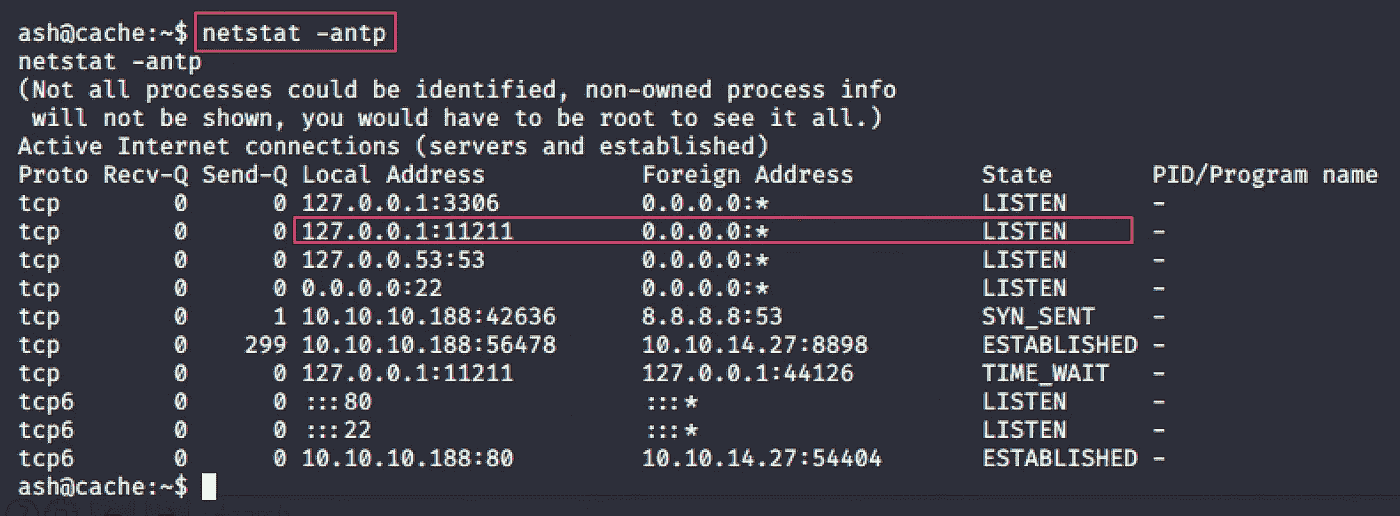 ash@cache:~$ netstat -antp
netstat -antp
(Not all processes could be identified, non-owned process info
 will not be shown, you would have to be root to see it all.)
Active Internet connections (servers and established)
Proto Recv-Q Send-Q Local Address           Foreign Address         State       PID/Program name
tcp        0      0 127.0.0.1:3306          0.0.0.0:*               LISTEN      -
tcp        0      0 127.0.0.1:11211         0.0.0.0:*               LISTEN      -
tcp        0      0 127.0.0.53:53           0.0.0.0:*               LISTEN      -
tcp        0      0 0.0.0.0:22              0.0.0.0:*               LISTEN      -
tcp        0      1 10.10.10.188:42636      8.8.8.8:53              SYN_SENT    -
tcp        0    299 10.10.10.188:56478      10.10.14.27:8898        ESTABLISHED -
tcp        0      0 127.0.0.1:11211         127.0.0.1:44126         TIME_WAIT   -
tcp6       0      0 :::80                   :::*                    LISTEN      -
tcp6       0      0 :::22                   :::*                    LISTEN      -
tcp6       0      0 10.10.10.188:80         10.10.14.27:54404       ESTABLISHED -
ash@cache:~$